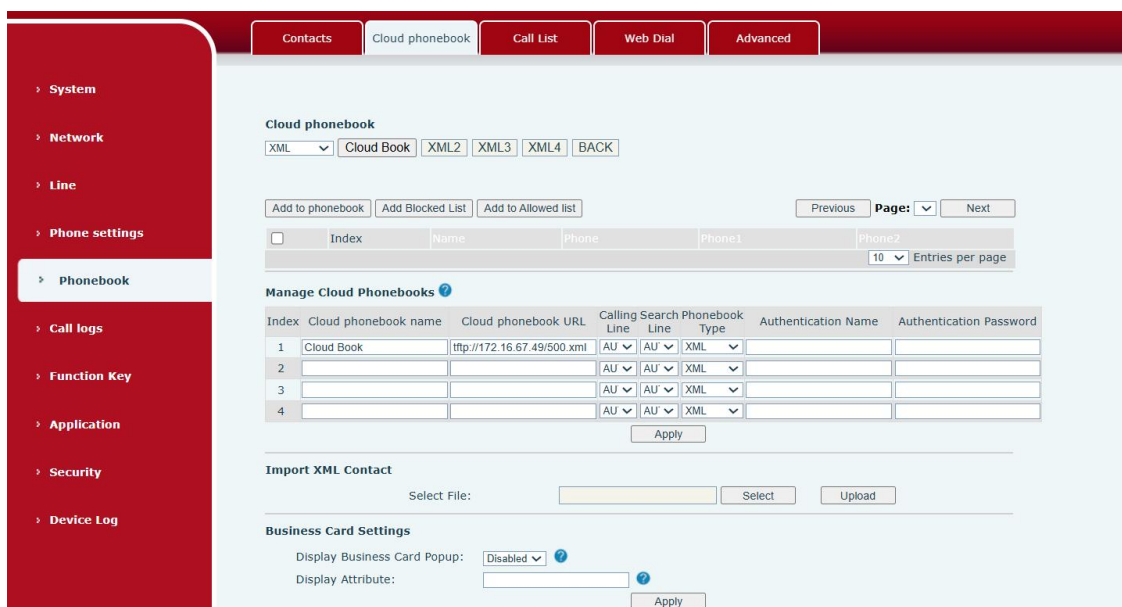 Contacts Cloud phonebook Call List Web Dial Advanced
System
Network
Line
Phone settings
Phonebook
Call logs
Function Key
Application
Security
Device Log
Cloud phonebook
XML Cloud Book XML2 XML3 XML4 BACK
Add to phonebook Add Blocked List Add to Allowed list Previous Page: Next
Index Name Phone Phone1 Phone2
10 Entries per page
Manage Cloud Phonebooks ?
Index Cloud phonebook name Cloud phonebook URL Calling Line Search Line Phonebook Type Authentication Name Authentication Password
1 Cloud Book tftp://172.16.67.49/500.xml AU AU XML
2 AU AU XML
3 AU AU XML
4 AU AU XML
Apply
Import XML Contact
Select File: Select Upload
Business Card Settings
Display Business Card Popup: Disabled ?
Display Attribute: ?
Apply